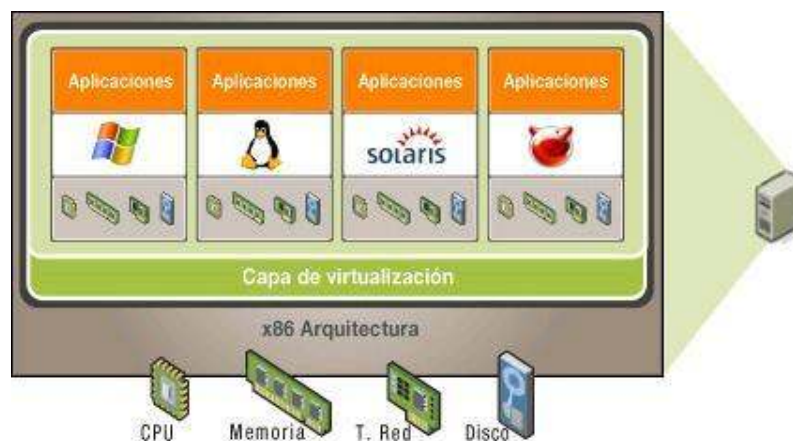 Aplicaciones Aplicaciones Aplicaciones Aplicaciones
solaris
Capa de virtualización
x86 Arquitectura
CPU Memoria T. Red Disco